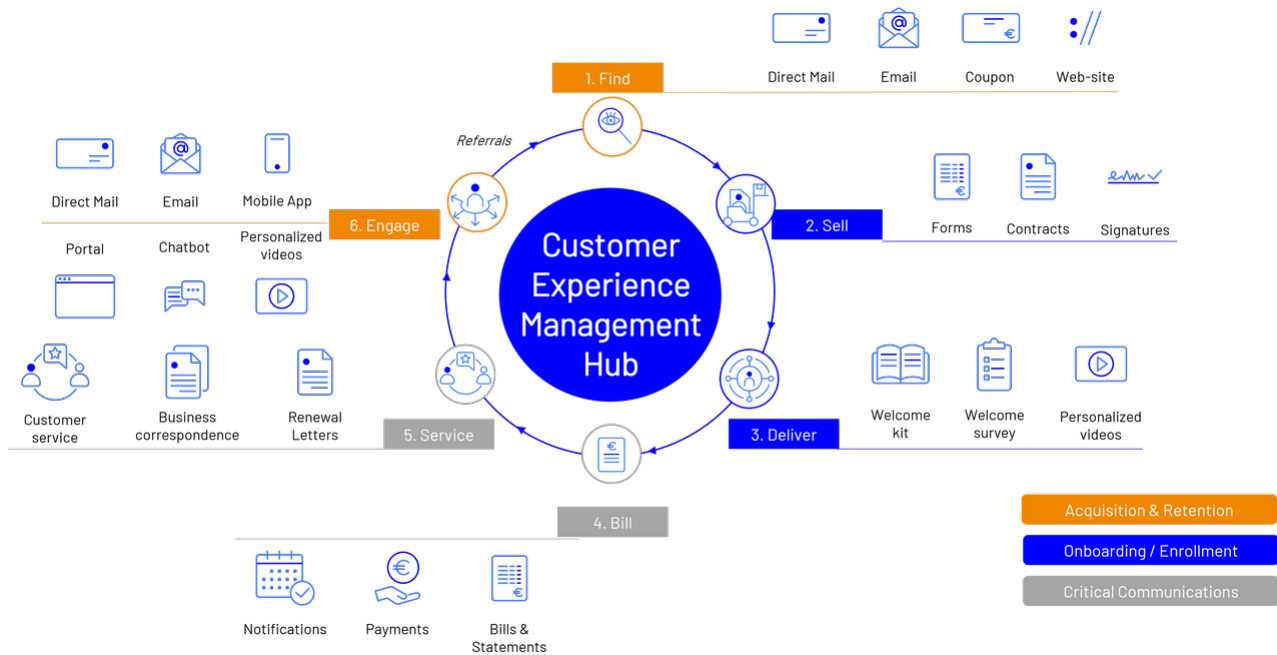 Direct Mail
Email
Coupon
Web-site
1. Find
Referrals
Direct Mail
Email
Mobile App
6. Engage
Portal
Chatbot
Personalized
videos
2. Sell
Forms
Contracts
Signatures
Customer
Experience
Management
Hub
Customer
service
Business
correspondence
Renewal
Letters
5. Service
3. Deliver
Welcome
kit
Welcome
survey
Personalized
videos
4. Bill
Notifications
Payments
Bills &
Statements
Acquisition & Retention
Onboarding / Enrollment
Critical Communications